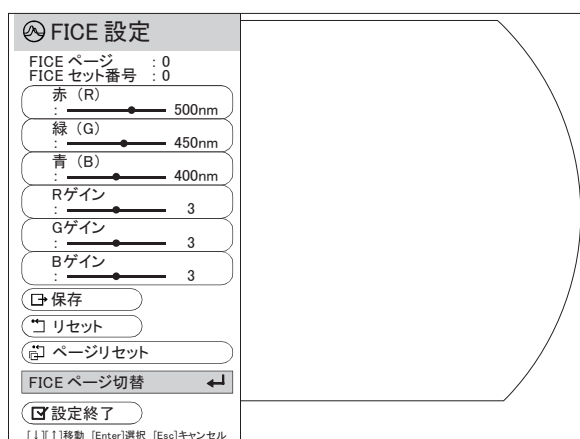 FICE 設定
FICE ページ : 0
FICE セット番号 : 0
赤 (R)
: 500nm
緑 (G)
: 450nm
青 (B)
: 400nm
Rゲイン
: 3
Gゲイン
: 3
Bゲイン
: 3
保存
リセット
ページリセット
FICE ページ切替
設定終了
[↓][↑]移動 [Enter]選択 [Esc]キャンセル